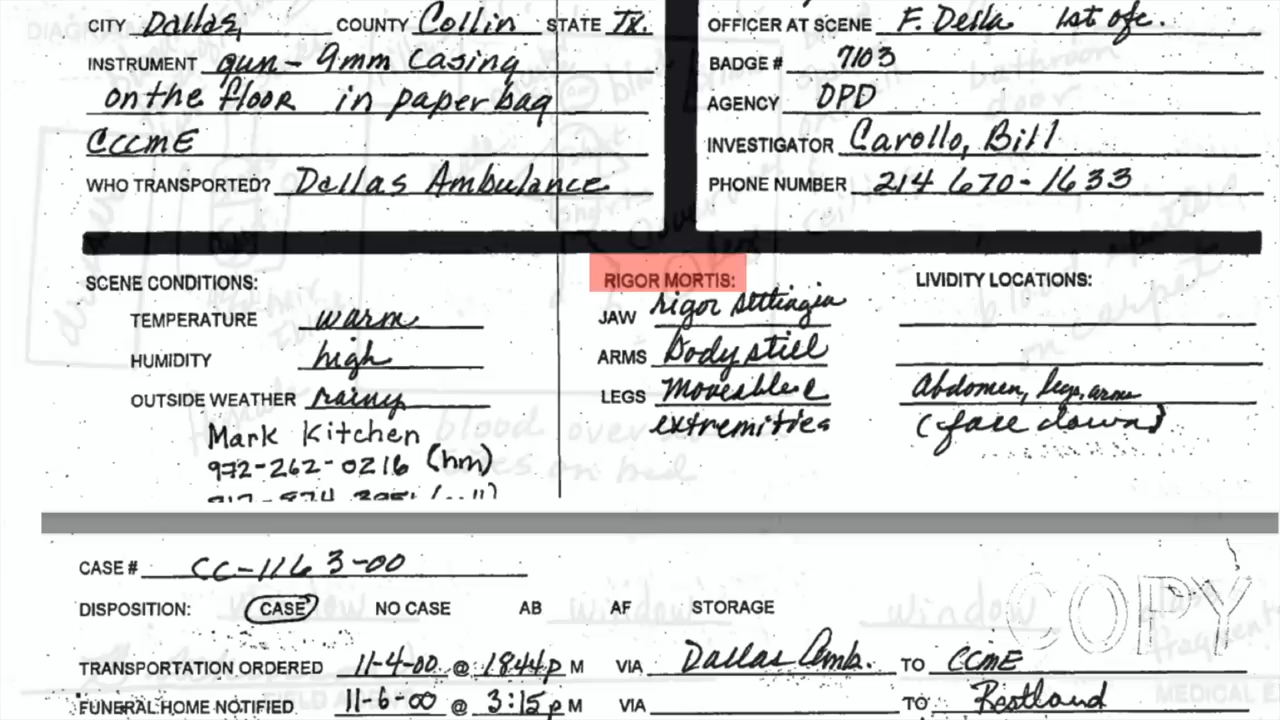 CITY Dallas, COUNTY Collin STATE TX.
INSTRUMENT gun- 9mm Casing
on the floor in paper bag
CCCME
WHO TRANSPORTED? Dallas Ambulance
OFFICER AT SCENE F. Della 1st ofc.
BADGE # 7103
AGENCY DPD
INVESTIGATOR Carollo, Bill
PHONE NUMBER 214 670-1633
SCENE CONDITIONS:
TEMPERATURE warm
HUMIDITY high
OUTSIDE WEATHER rainy
Mark Kitchen
972-262-0216 (hm)
RIGOR MORTIS:
JAW rigor setting in
ARMS Body still
LEGS Moveable @
extremities
LIVIDITY LOCATIONS:
Abdomen, legs, arms
(face down)
CASE # CC-1163-00
DISPOSITION: CASE NO CASE AB AF STORAGE
COPY
TRANSPORTATION ORDERED 11-4-00 @ 1844p M VIA Dallas Amb. TO CCME
FUNERAL HOME NOTIFIED 11-6-00 @ 3:15p M VIA TO Restland